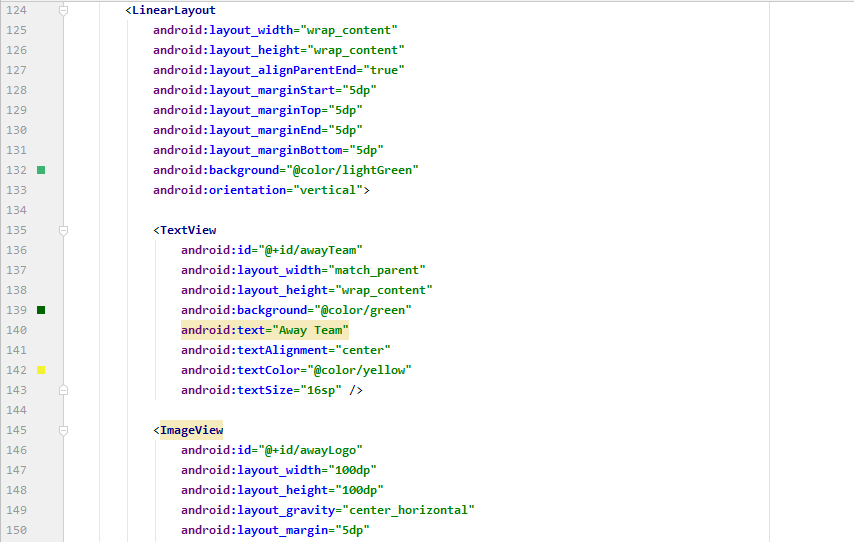 124 <LinearLayout
125 android:layout_width="wrap_content"
126 android:layout_height="wrap_content"
127 android:layout_alignParentEnd="true"
128 android:layout_marginStart="5dp"
129 android:layout_marginTop="5dp"
130 android:layout_marginEnd="5dp"
131 android:layout_marginBottom="5dp"
132 android:background="@color/lightGreen"
133 android:orientation="vertical">
134
135 <TextView
136 android:id="@+id/awayTeam"
137 android:layout_width="match_parent"
138 android:layout_height="wrap_content"
139 android:background="@color/green"
140 android:text="Away Team"
141 android:textAlignment="center"
142 android:textColor="@color/yellow"
143 android:textSize="16sp" />
144
145 <ImageView
146 android:id="@+id/awayLogo"
147 android:layout_width="100dp"
148 android:layout_height="100dp"
149 android:layout_gravity="center_horizontal"
150 android:layout_margin="5dp"